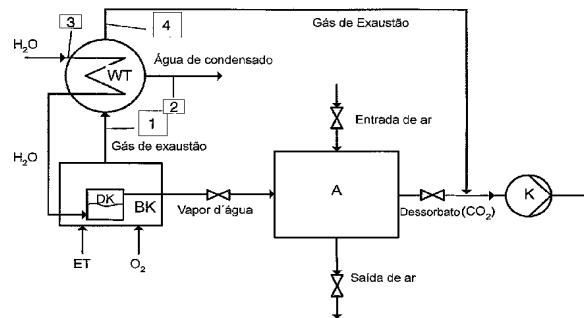 3
4
Gás de Exaustão
H₂O
WT
Água de condensado
2
1
Entrada de ar
H₂O
Gás de exaustão
DK
BK
Vapor d´água
A
Dessorbato(CO₂)
K
ET
O₂
Saída de ar